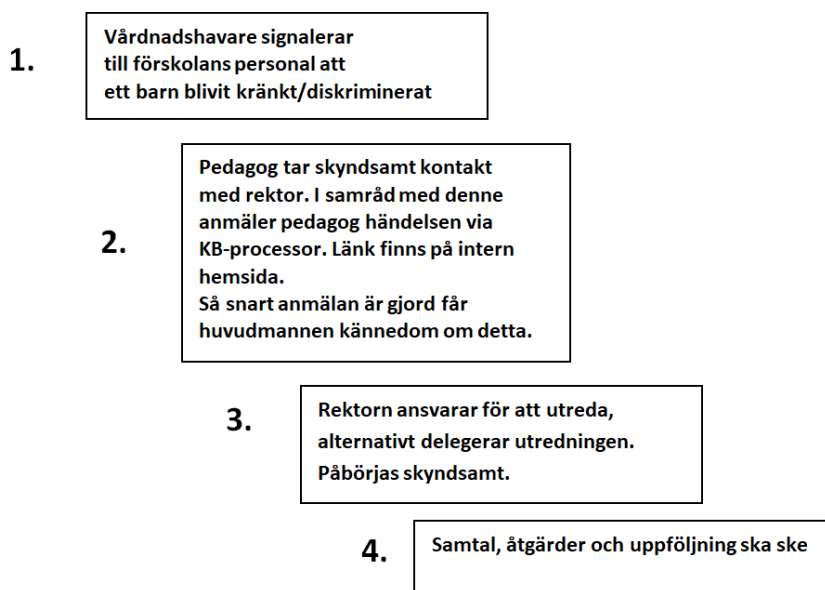 1.
Vårdnadshavare signalerar
till förskolans personal att
ett barn blivit kränkt/diskriminerat
2.
Pedagog tar skyndsamt kontakt
med rektor. I samråd med denne
anmäler pedagog händelsen via
KB-processor. Länk finns på intern
hemsida.
Så snart anmälan är gjord får
huvudmannen kännedom om detta.
3.
Rektorn ansvarar för att utreda,
alternativt delegerar utredningen.
Påbörjas skyndsamt.
4.
Samtal, åtgärder och uppföljning ska ske